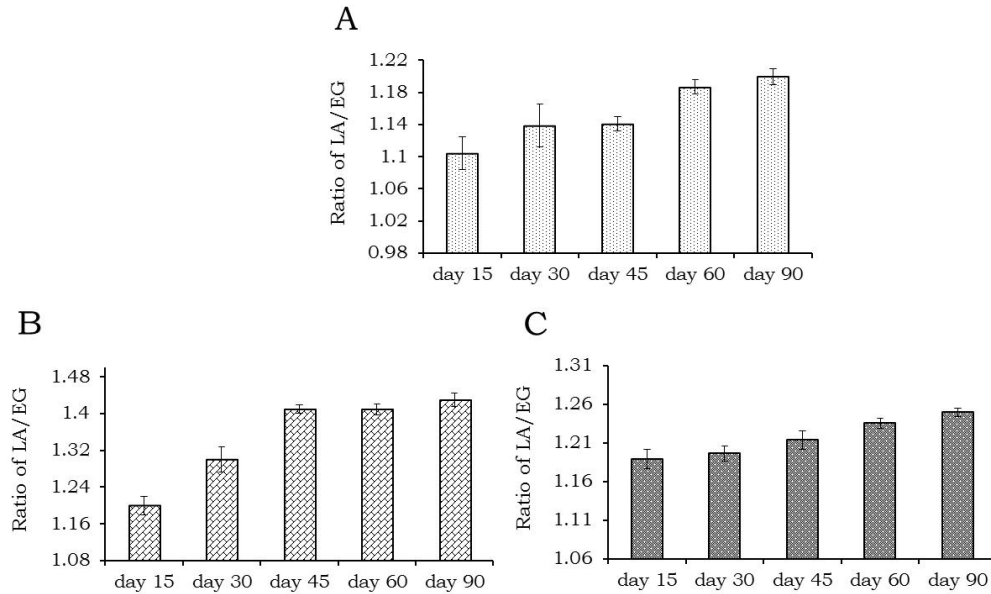 A
Ratio of LA/EG
1.22
1.18
1.14
1.1
1.06
1.02
0.98
day 15 day 30 day 45 day 60 day 90
B
Ratio of LA/EG
1.48
1.4
1.32
1.24
1.16
1.08
day 15 day 30 day 45 day 60 day 90
C
Ratio of LA/EG
1.31
1.26
1.21
1.16
1.11
1.06
day 15 day 30 day 45 day 60 day 90